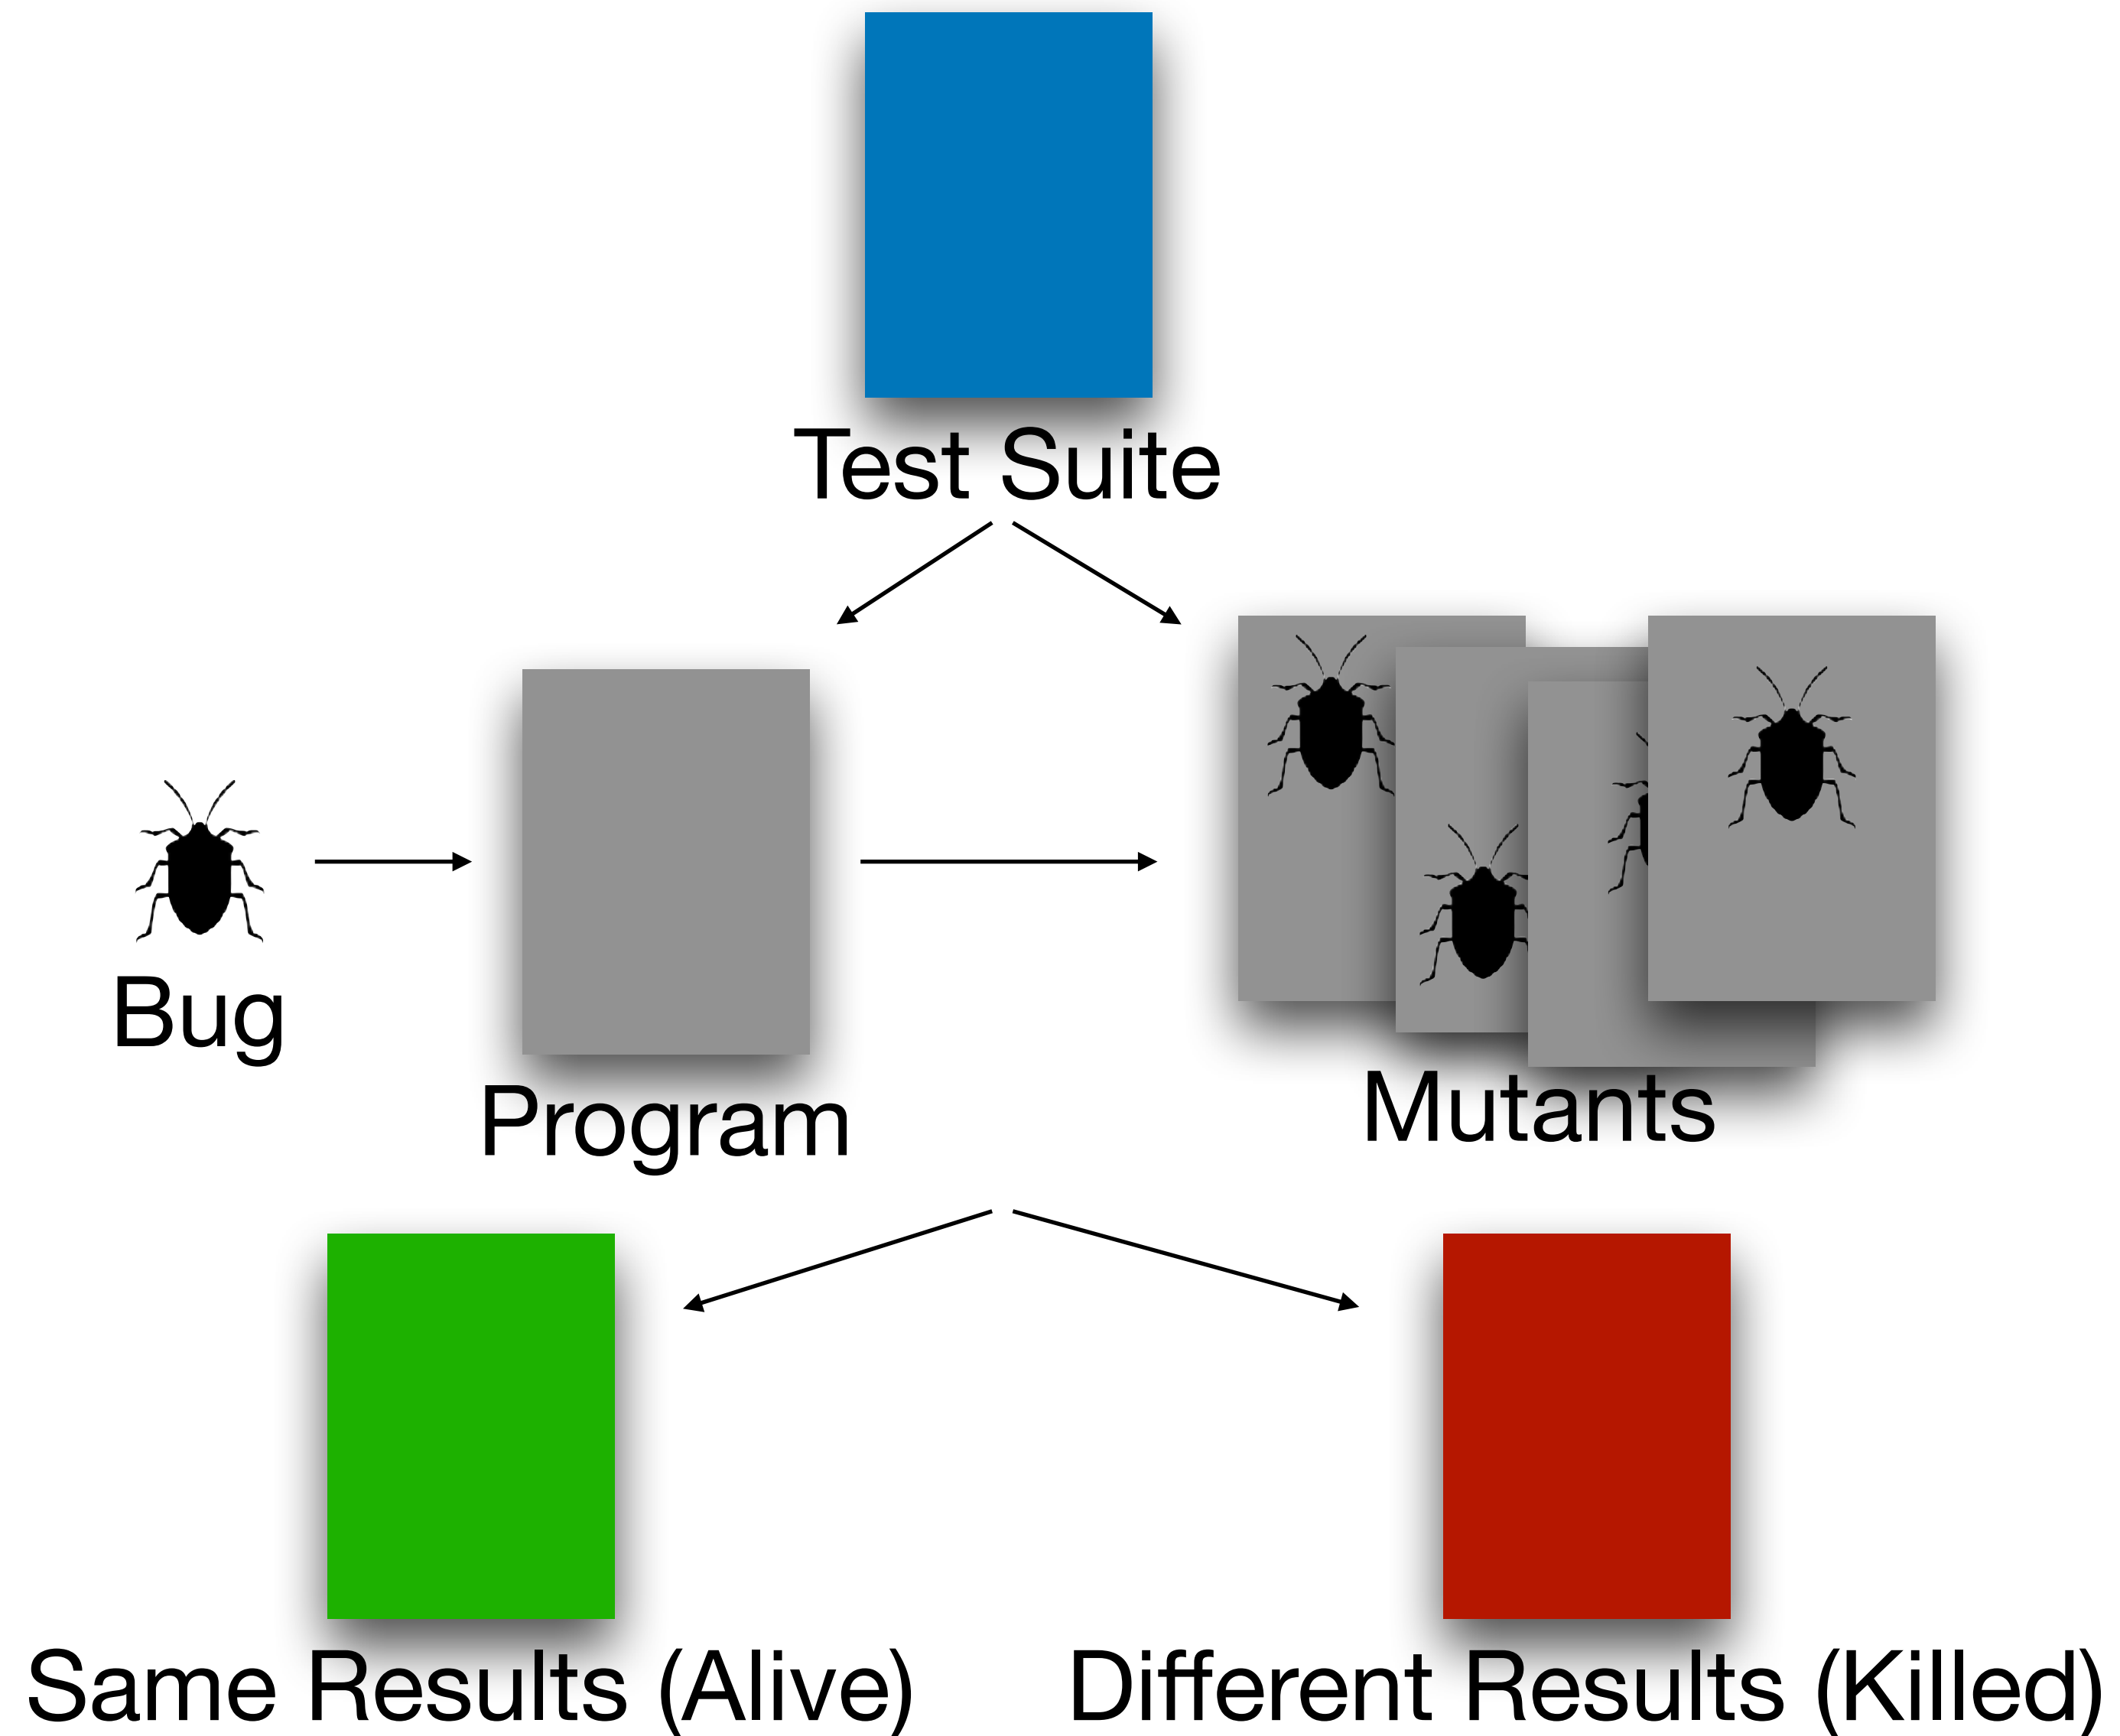 Test Suite
Bug
Program
Mutants
Same Results (Alive)
Different Results (Killed)